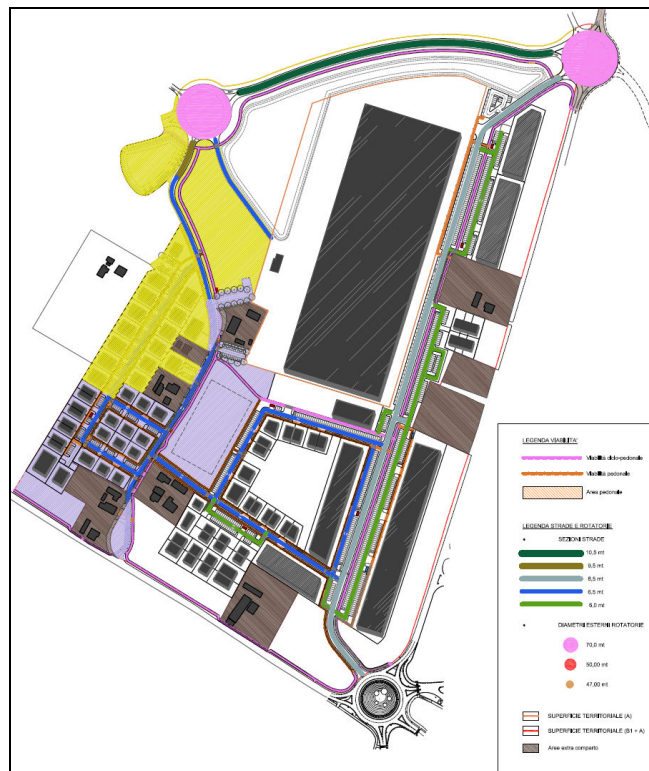 LEGENDA VIABILITA'
Viabilità ciclo-pedonale
Viabilità pedonale
Area pedonale
LEGENDA STRADE E ROTATORIE
SEZIONI STRADE
10,5 mt
9,5 mt
8,5 mt
6,5 mt
6,0 mt
DIAMETRI ESTERNI ROTATORIE
70,0 mt
50,00 mt
47,00 mt
SUPERFICIE TERRITORIALE (A)
SUPERFICIE TERRITORIALE (B1 + A)
Aree extra comparto